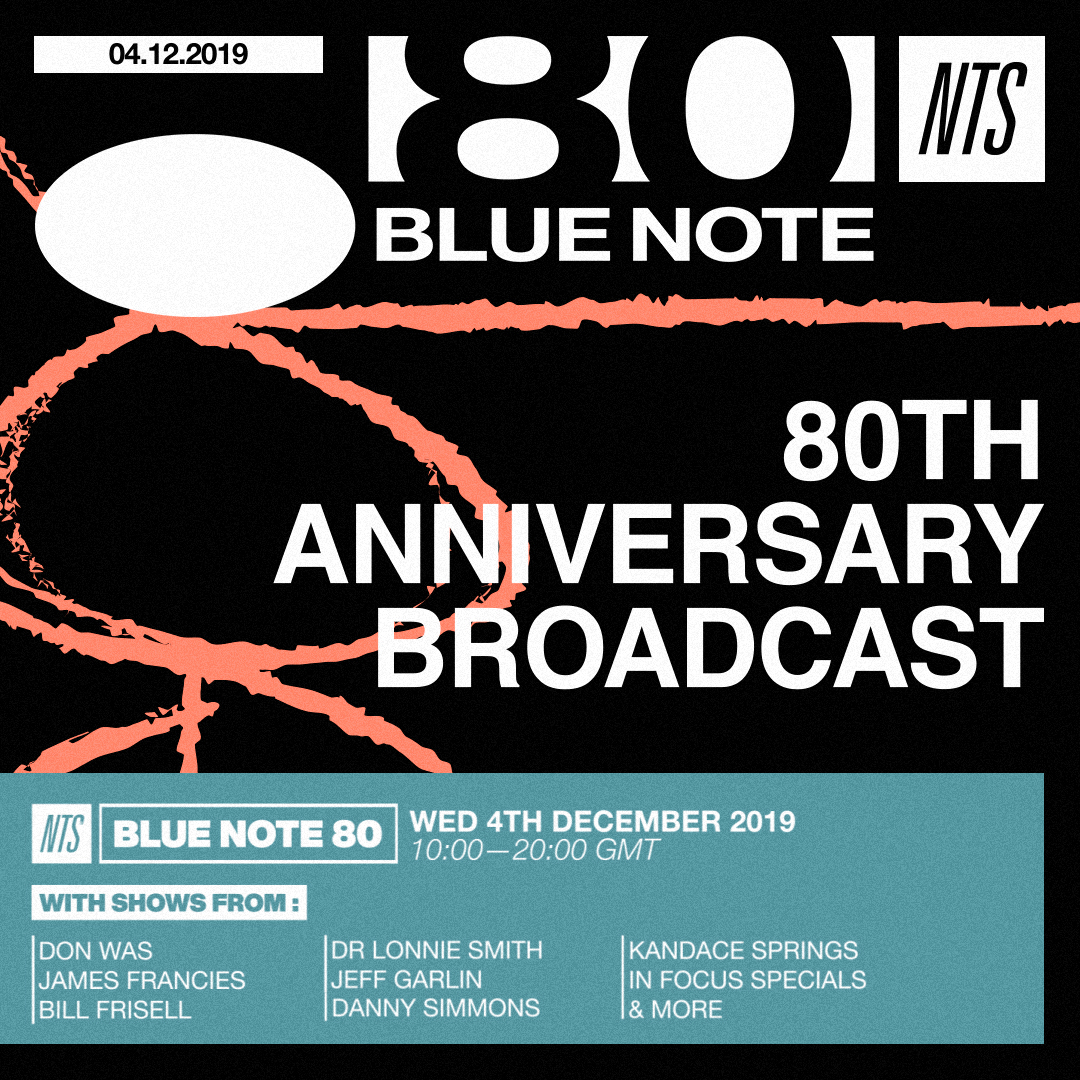 04.12.2019
80
NTS
BLUE NOTE
80TH
ANNIVERSARY
BROADCAST
NTS
BLUE NOTE 80
WED 4TH DECEMBER 2019
10:00—20:00 GMT
WITH SHOWS FROM :
DON WAS
JAMES FRANCIES
BILL FRISELL
DR LONNIE SMITH
JEFF GARLIN
DANNY SIMMONS
KANDACE SPRINGS
IN FOCUS SPECIALS
& MORE